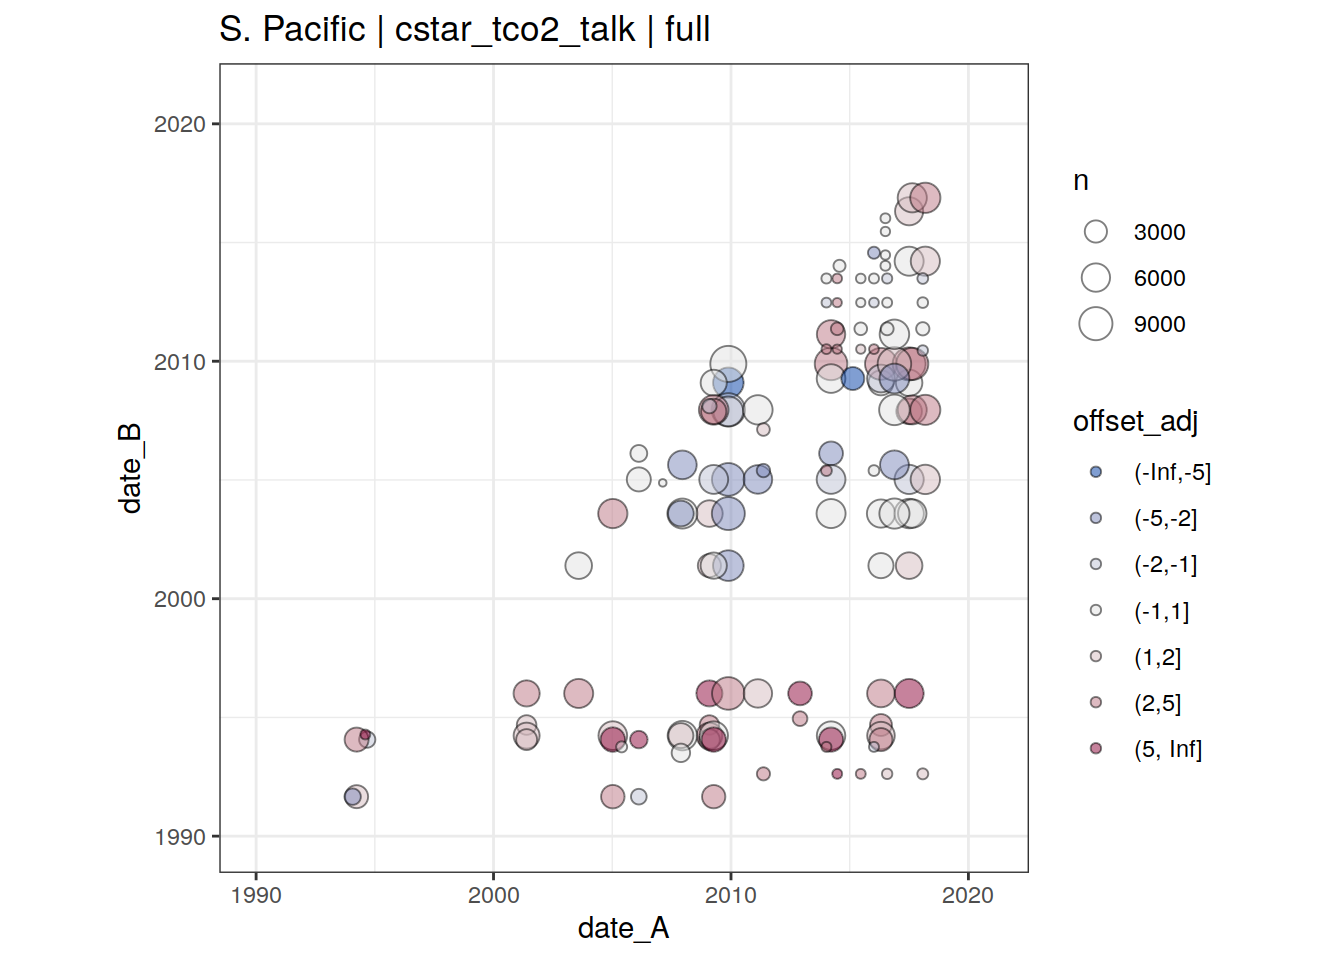 S. Pacific | cstar_tco2_talk | full
2020
2010
2000
1990
date_B
1990 2000 2010 2020
date_A
n
3000
6000
9000
offset_adj
(-Inf,-5]
(-5,-2]
(-2,-1]
(-1,1]
(1,2]
(2,5]
(5, Inf]